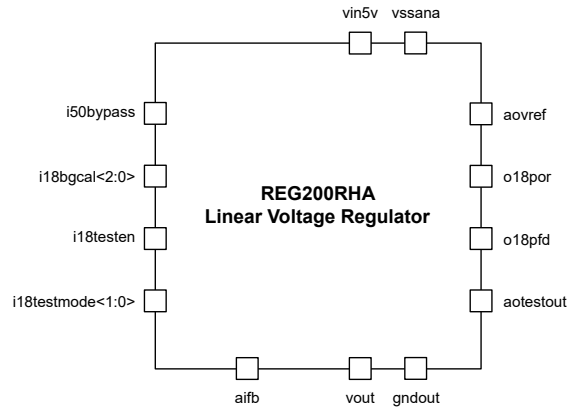 vin5v vssana
i50bypass
aovref
i18bgcal<2:0>
o18por
REG200RHA
Linear Voltage Regulator
i18testen
o18pfd
i18testmode<1:0>
aotestout
aifb vout gndout